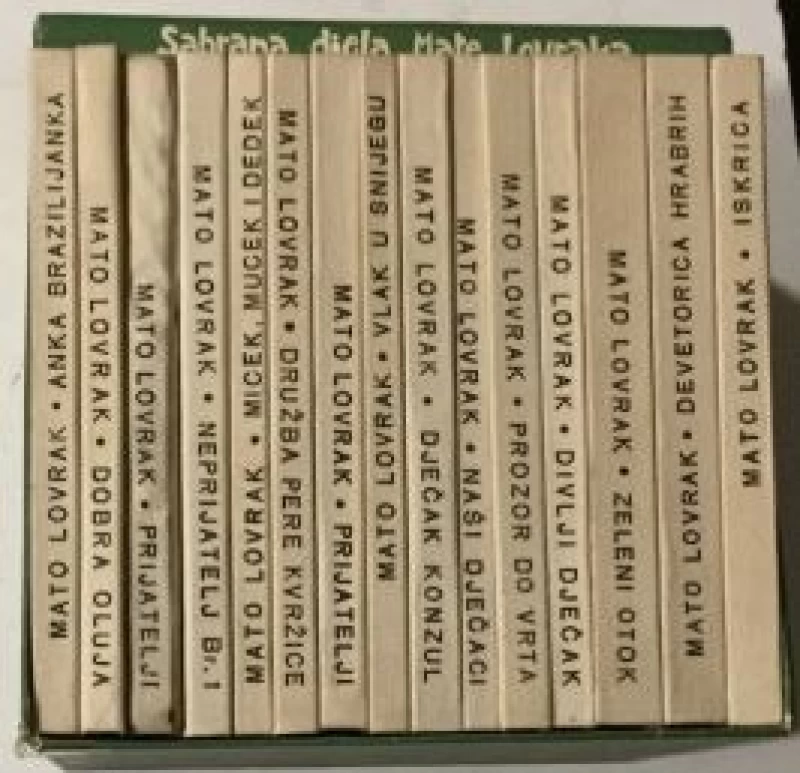 Sabrana djela Mate Lovraka
MATO LOVRAK • ANKA BRAZILIJANKA
MATO LOVRAK • DOBRA OLUJA
MATO LOVRAK • PRIJATELJI
MATO LOVRAK • NEPRIJATELJ Br. 1
MATO LOVRAK • MICEK, MUCEK I DEDEK
MATO LOVRAK • DRUŽBA PERE KVRŽICE
MATO LOVRAK • PRIJATELJI
MATO LOVRAK • VLAK U SNIJEGU
MATO LOVRAK • DJEČAK KONZUL
MATO LOVRAK • NAŠI DJEČACI
MATO LOVRAK • PROZOR DO VRTA
MATO LOVRAK • DIVLJI DJEČAK
MATO LOVRAK • ZELENI OTOK
MATO LOVRAK • DEVETORICA HRABRIH
MATO LOVRAK • ISKRICA